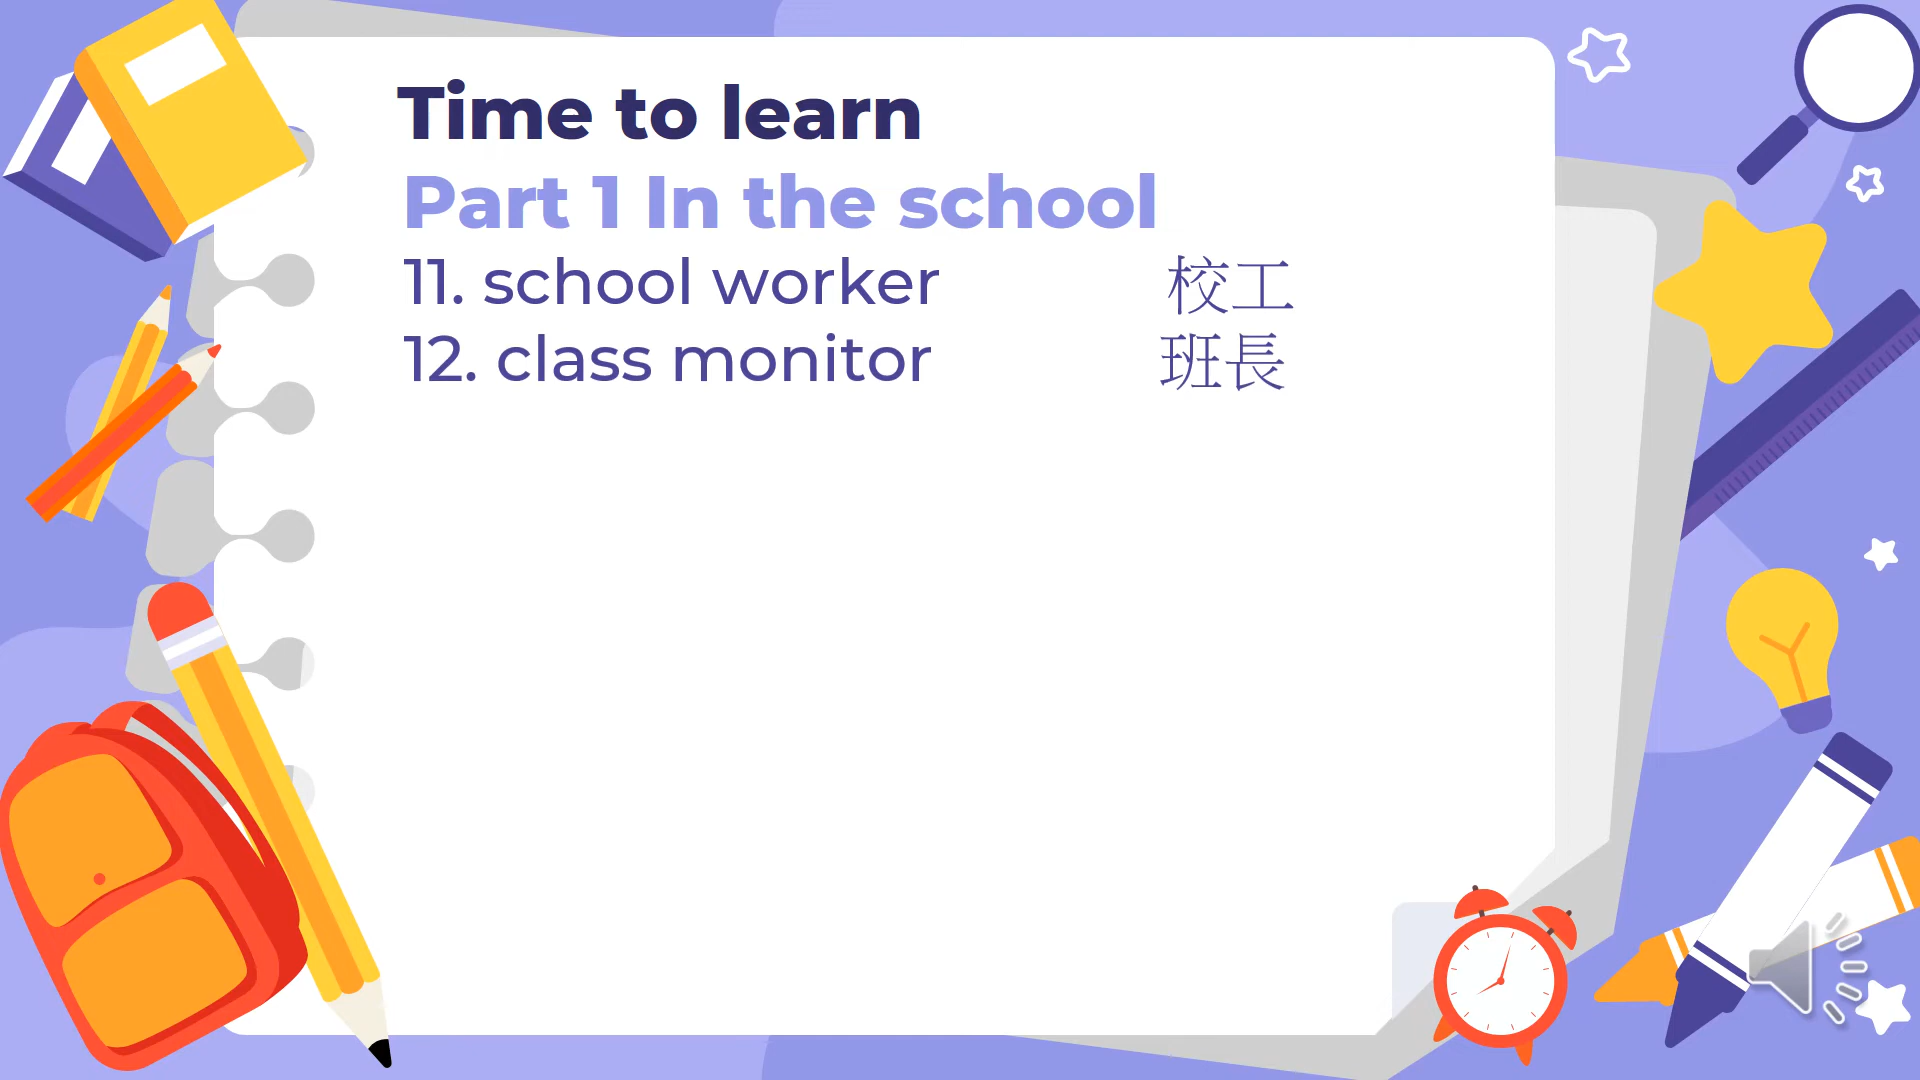 Time to learn
Part 1 In the school
11. school worker 校工
12. class monitor 班長